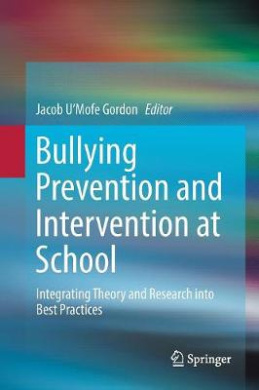 Jacob U'Mofe Gordon Editor
Bullying
Prevention and
Intervention at
School
Integrating Theory and Research into
Best Practices
Springer